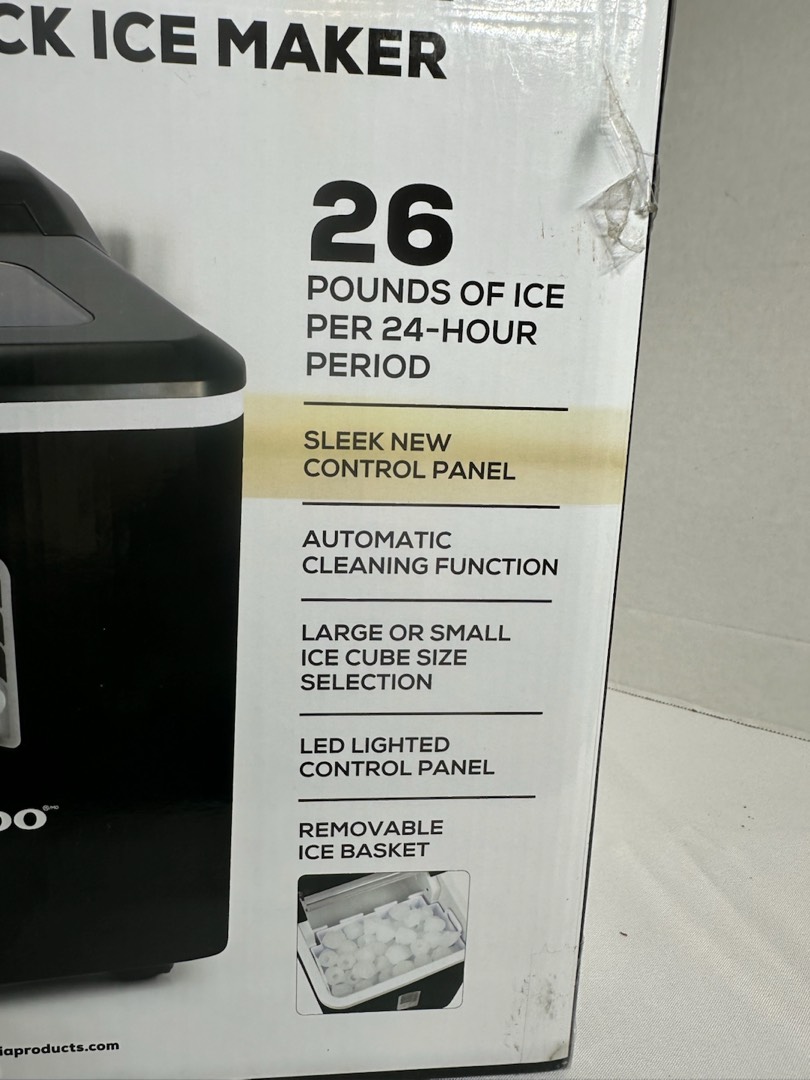 ICE MAKER
26
POUNDS OF ICE
PER 24-HOUR
PERIOD
SLEEK NEW
CONTROL PANEL
AUTOMATIC
CLEANING FUNCTION
LARGE OR SMALL
ICE CUBE SIZE
SELECTION
LED LIGHTED
CONTROL PANEL
REMOVABLE
ICE BASKET
iaproducts.com